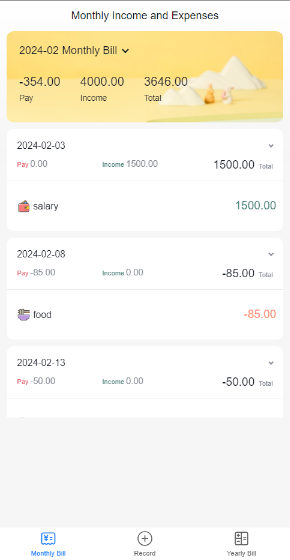 Monthly Income and Expenses
2024-02 Monthly Bill
-354.00 4000.00 3646.00
Pay Income Total
2024-02-03
Pay 0.00 Income 1500.00 1500.00 Total
salary 1500.00
2024-02-08
Pay -85.00 Income 0.00 -85.00 Total
food -85.00
2024-02-13
Pay -50.00 Income 0.00 -50.00 Total
Monthly Bill Record Yearly Bill